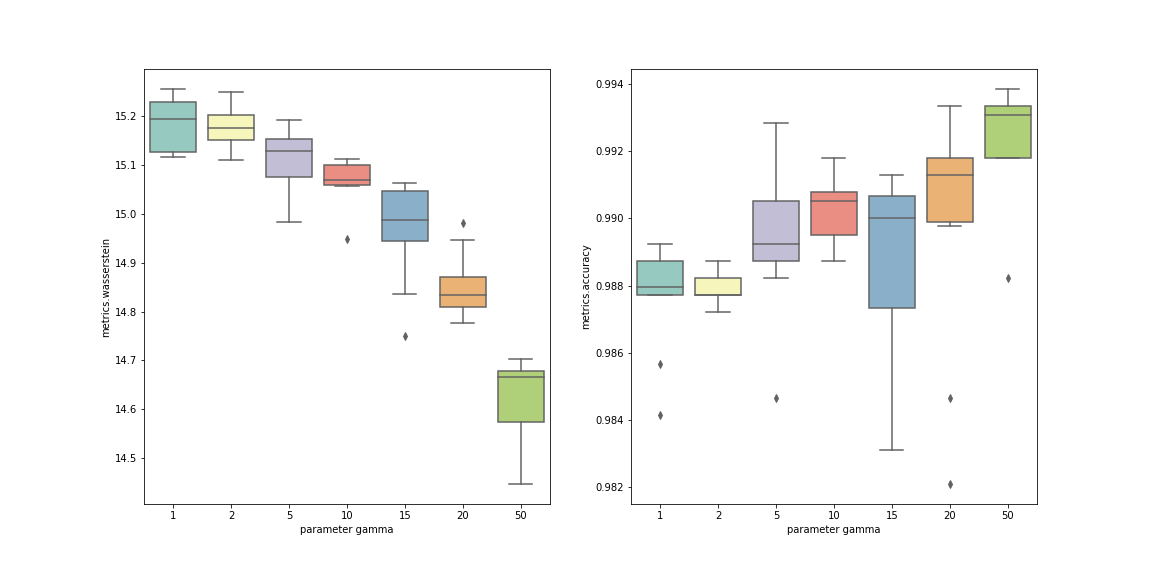 metrics.wasserstein
15.2
15.1
15.0
14.9
14.8
14.7
14.6
14.5
1 2 5 10 15 20 50
parameter gamma
metrics.accuracy
0.994
0.992
0.990
0.988
0.986
0.984
0.982
1 2 5 10 15 20 50
parameter gamma